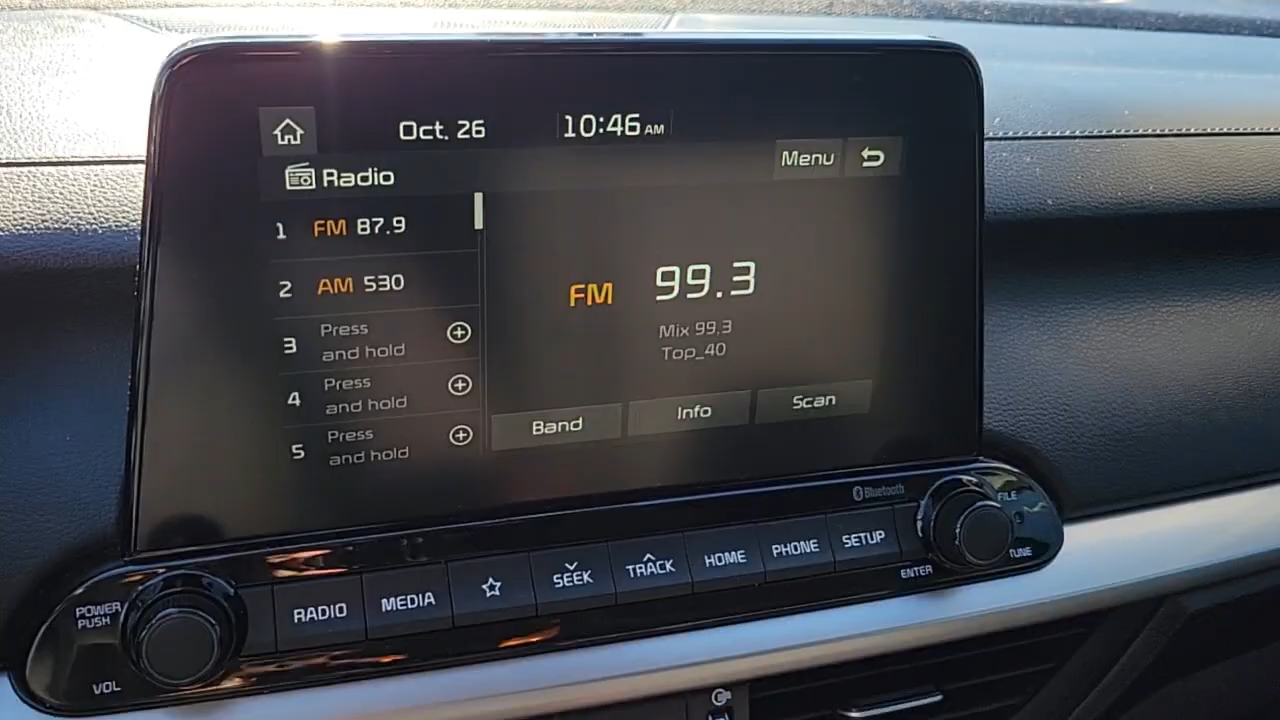 Oct. 26
10:46 AM
Radio
Menu
1 FM 87.9
2 AM 530
3 Press
and hold
4 Press
and hold
5 Press
and hold
FM 99.3
Mix 99.3
Top_40
Band
Info
Scan
Bluetooth
POWER
PUSH
VOL
RADIO
MEDIA
SEEK
TRACK
HOME
PHONE
SETUP
ENTER
FILE
TUNE